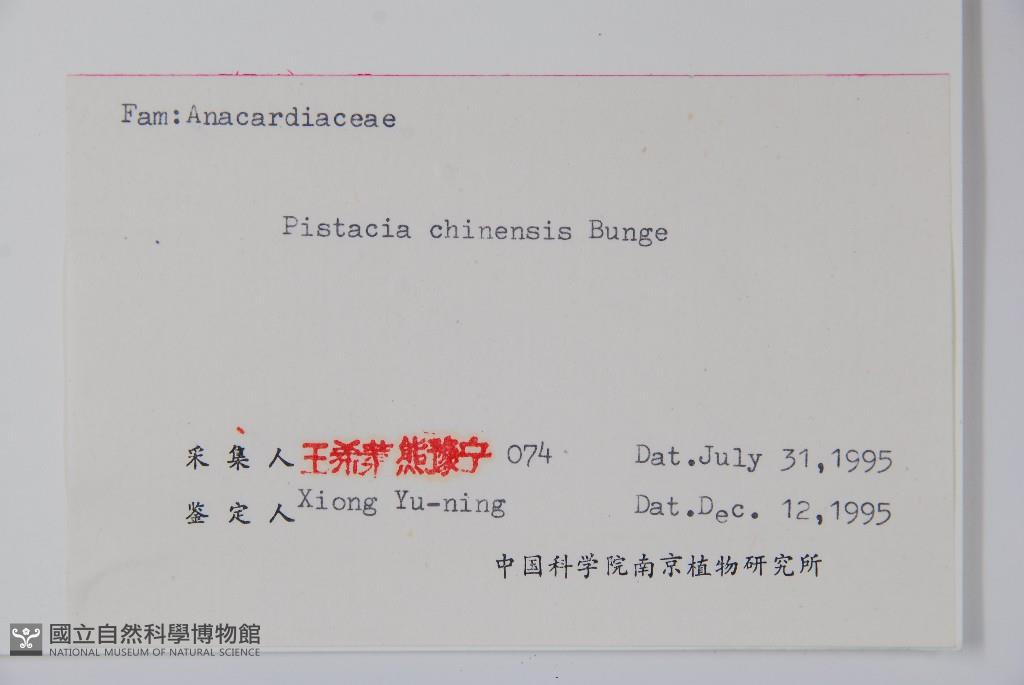 Fam:Anacardiaceae
Pistacia chinensis Bunge
采集人 王希蕖 熊豫宁 074 Dat.July 31,1995
鉴定人 Xiong Yu-ning Dat.Dec. 12,1995
中国科学院南京植物研究所
國立自然科學博物館
NATIONAL MUSEUM OF NATURAL SCIENCE